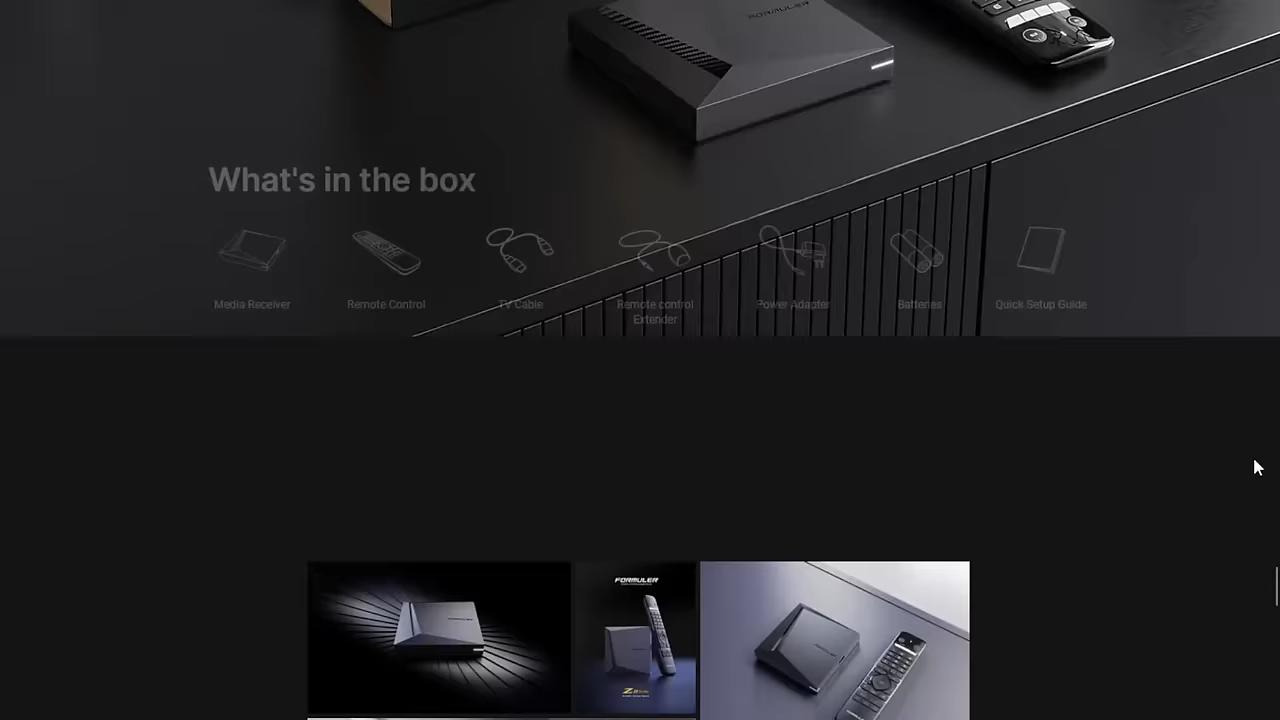 FORMULER
What's in the box
Media Receiver
Remote Control
TV Cable
Remote control
Extender
Power Adapter
Batteries
Quick Setup Guide
FORMULER